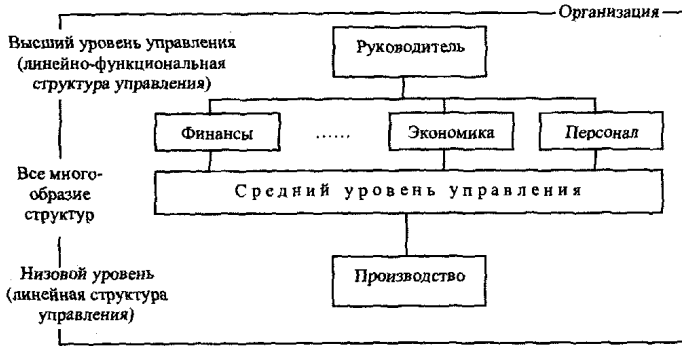 Организация
Высший уровень управления
(линейно-функциональная
структура управления)
Руководитель
Финансы
......
Экономика
Персонал
Все много-
образие
структур
Средний уровень управления
Низовой уровень
(линейная структура
управления)
Производство